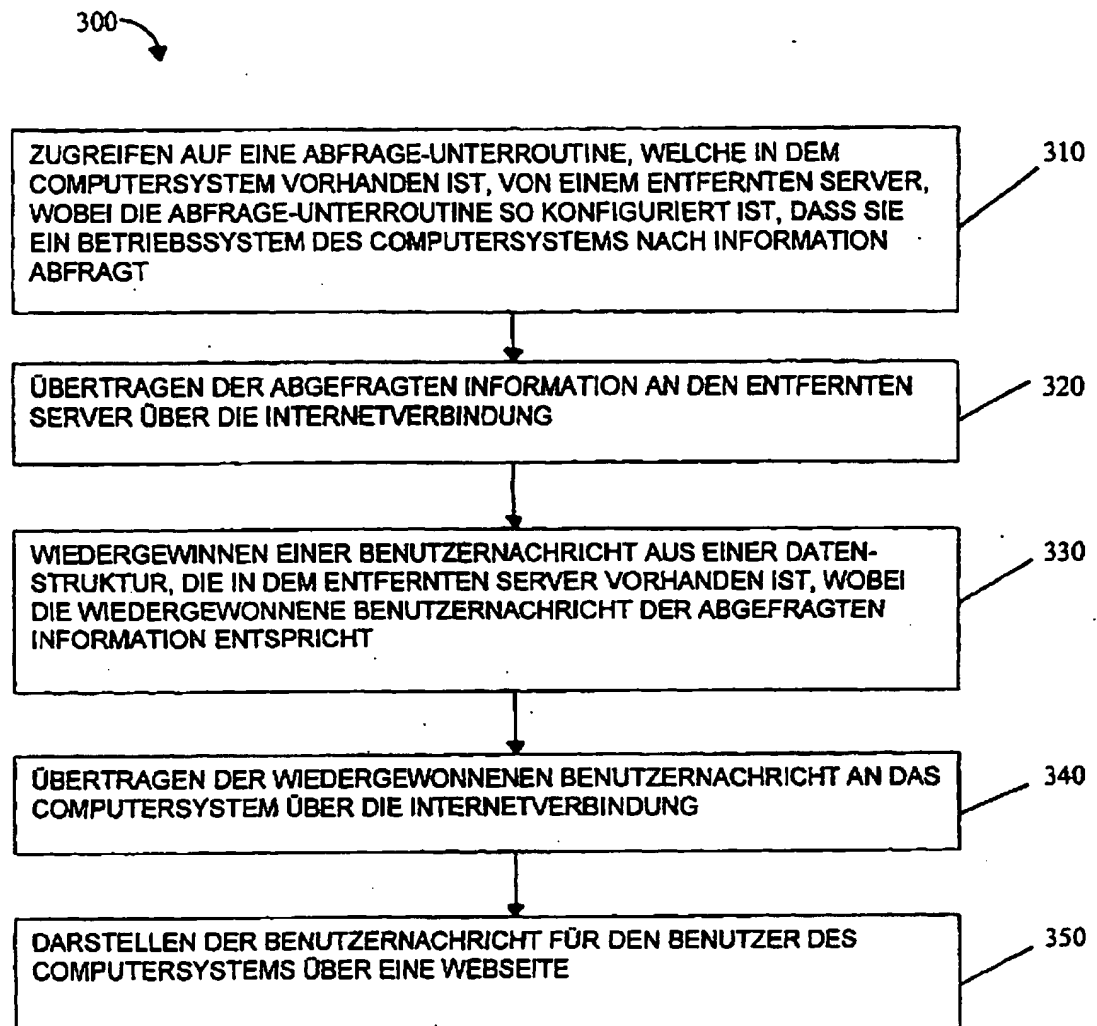 300
ZUGREIFEN AUF EINE ABFRAGE-UNTERROUTINE, WELCHE IN DEM
COMPUTERSYSTEM VORHANDEN IST, VON EINEM ENTFERNTEN SERVER,
WOBEI DIE ABFRAGE-UNTERROUTINE SO KONFIGURIERT IST, DASS SIE
EIN BETRIEBSSYSTEM DES COMPUTERSYSTEMS NACH INFORMATION
ABFRAGT
310
ÜBERTRAGEN DER ABGEFRAGTEN INFORMATION AN DEN ENTFERNTEN
SERVER ÜBER DIE INTERNETVERBINDUNG
320
WIEDERGEWINNEN EINER BENUTZERNACHRICHT AUS EINER DATEN-
STRUKTUR, DIE IN DEM ENTFERNTEN SERVER VORHANDEN IST, WOBEI
DIE WIEDERGEWONNENE BENUTZERNACHRICHT DER ABGEFRAGTEN
INFORMATION ENTSPRICHT
330
ÜBERTRAGEN DER WIEDERGEWONNENEN BENUTZERNACHRICHT AN DAS
COMPUTERSYSTEM ÜBER DIE INTERNETVERBINDUNG
340
DARSTELLEN DER BENUTZERNACHRICHT FÜR DEN BENUTZER DES
COMPUTERSYSTEMS ÜBER EINE WEBSEITE
350